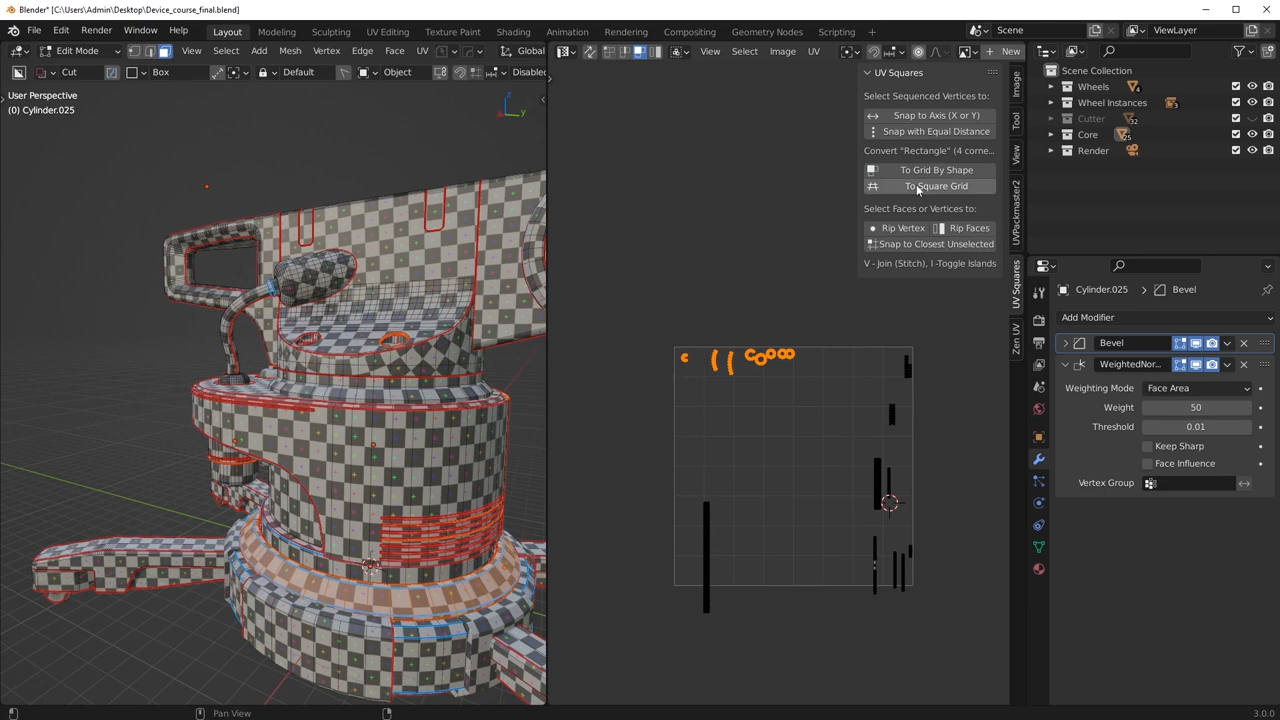 Blender* [C:\Users\Admin\Desktop\Device_course_final.blend]
File Edit Render Window Help
Layout Modeling Sculpting UV Editing Texture Paint Shading Animation Rendering Compositing Geometry Nodes Scripting
Scene
ViewLayer
Edit Mode View Select Add Mesh Vertex Edge Face UV Global
View Select Image UV New
Cut Box Default Object Disabled
User Perspective
(0) Cylinder.025
Z
Y
UV Squares
Select Sequenced Vertices to:
Snap to Axis (X or Y)
Snap with Equal Distance
Convert "Rectangle" (4 corne...
To Grid By Shape
To Square Grid
Select Faces or Vertices to:
Rip Vertex Rip Faces
Snap to Closest Unselected
V - Join (Stitch), I -Toggle Islands
Image
Tool
View
UVPackmaster2
UV Squares
Zen UV
Scene Collection
Wheels 4
Wheel Instances 3
Cutter 32
Core 25
Render
Cylinder.025 > Bevel
Add Modifier
Bevel
WeightedNor...
Weighting Mode Face Area
Weight 50
Threshold 0.01
Keep Sharp
Face Influence
Vertex Group
Pan View
3.0.0